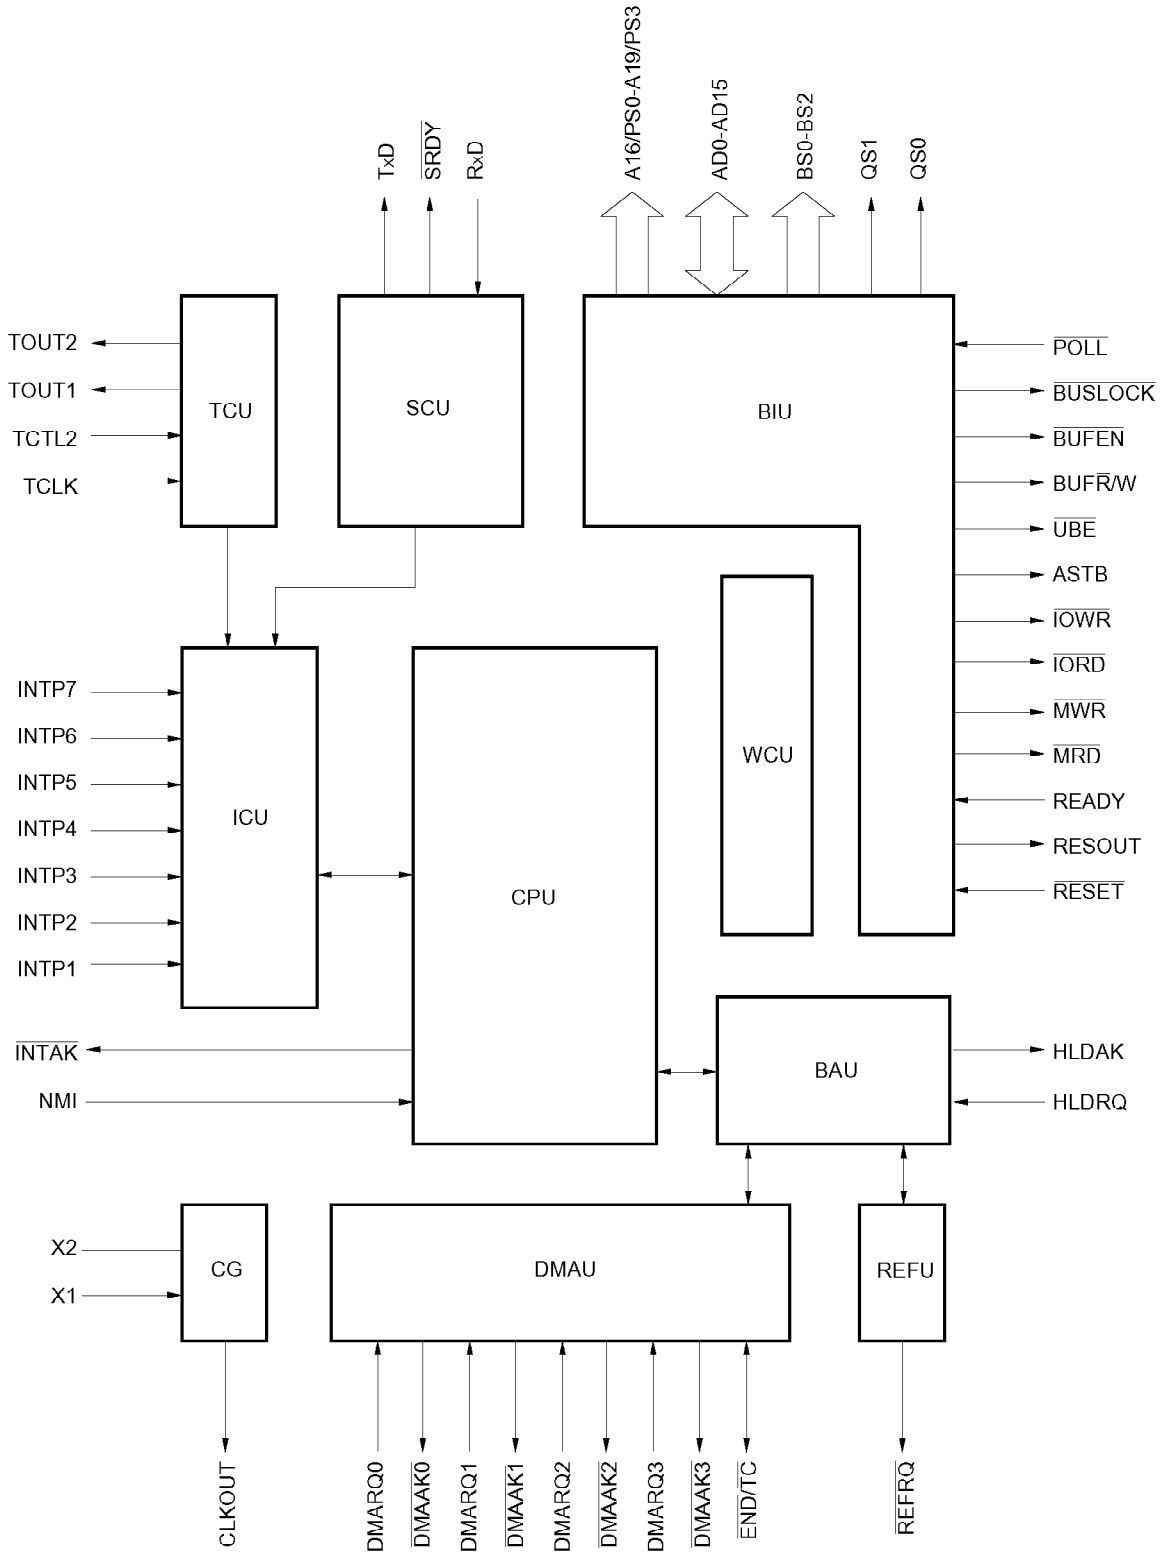 A16/PS0-A19/PS3
AD0-AD15
BS0-BS2
QS1
QS0
TxD
SRDY
RxD
TOUT2
TOUT1
TCTL2
TCLK
TCU
SCU
BIU
POLL
BUSLOCK
BUFEN
BUFR/W
UBE
ASTB
IOWR
IORD
MWR
MRD
READY
RESOUT
RESET
INTP7
INTP6
INTP5
INTP4
INTP3
INTP2
INTP1
ICU
CPU
WCU
INTAK
NMI
BAU
HLDAK
HLDRQ
X2
X1
CG
DMAU
REFU
CLKOUT
DMARQ0
DMAAK0
DMARQ1
DMAAK1
DMARQ2
DMAAK2
DMARQ3
DMAAK3
END/TC
REFRQ